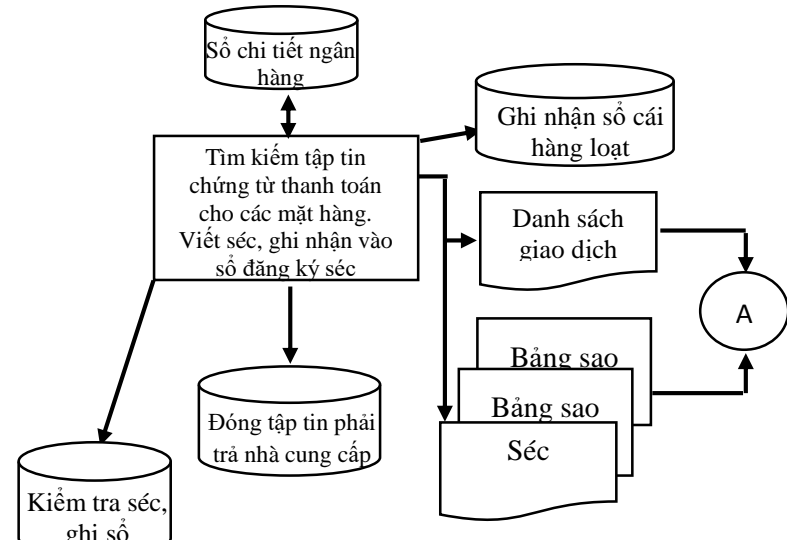 Sổ chi tiết ngân
hàng
Ghi nhận sổ cái
hàng loạt
Tìm kiếm tập tin
chứng từ thanh toán
cho các mặt hàng.
Viết séc, ghi nhận vào
sổ đăng ký séc
Danh sách
giao dịch
A
Bảng sao
Bảng sao
Séc
Đóng tập tin phải
trả nhà cung cấp
Kiểm tra séc,
ghi sổ